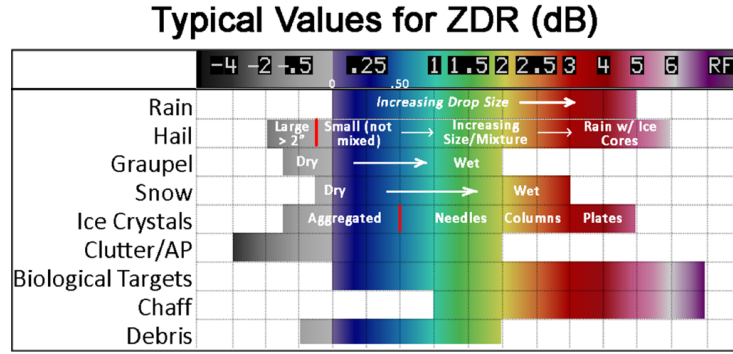 Typical Values for ZDR (dB)
-4 -2 -.5 .25 1 1.5 2 2.5 3 4 5 6 RF
0 .50
Rain Increasing Drop Size
Hail Large > 2" Small (not mixed) Increasing Size/Mixture Rain w/ Ice Cores
Graupel Dry Wet
Snow Dry Wet
Ice Crystals Aggregated Needles Columns Plates
Clutter/AP
Biological Targets
Chaff
Debris